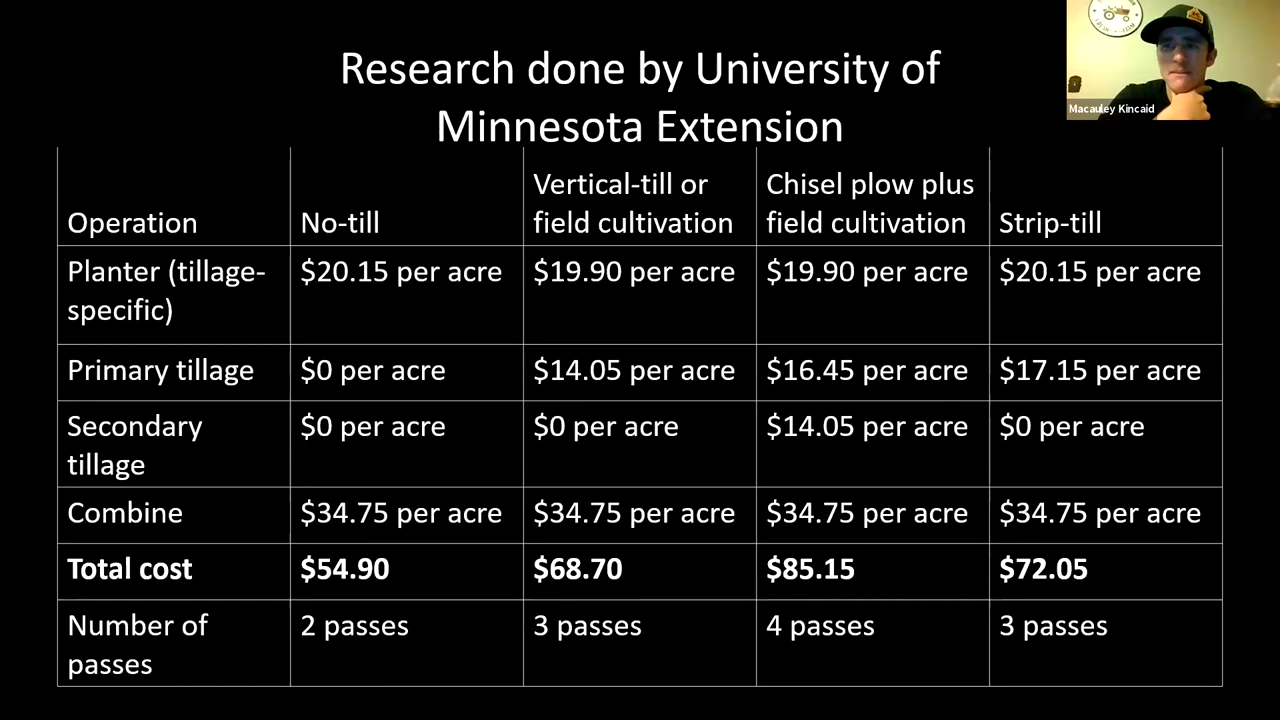 Research done by University of
Minnesota Extension
Macauley Kincaid
Operation
No-till
Vertical-till or
field cultivation
Chisel plow plus
field cultivation
Strip-till
Planter (tillage-
specific)
$20.15 per acre
$19.90 per acre
$19.90 per acre
$20.15 per acre
Primary tillage
$0 per acre
$14.05 per acre
$16.45 per acre
$17.15 per acre
Secondary
tillage
$0 per acre
$0 per acre
$14.05 per acre
$0 per acre
Combine
$34.75 per acre
$34.75 per acre
$34.75 per acre
$34.75 per acre
Total cost
$54.90
$68.70
$85.15
$72.05
Number of
passes
2 passes
3 passes
4 passes
3 passes